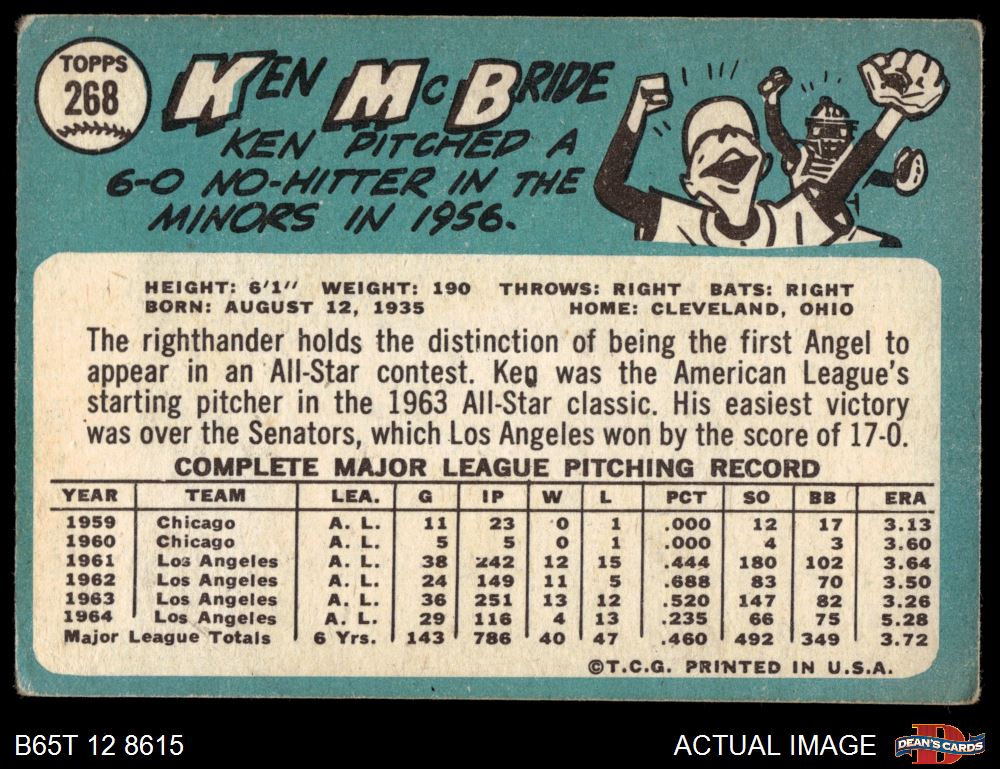 TOPPS
268
KEN McBRIDE
KEN PITCHED A
6-0 NO-HITTER IN THE
MINORS IN 1956.
HEIGHT: 6'1" WEIGHT: 190 THROWS: RIGHT BATS: RIGHT
BORN: AUGUST 12, 1935 HOME: CLEVELAND, OHIO
The righthander holds the distinction of being the first Angel to
appear in an All-Star contest. Ken was the American League's
starting pitcher in the 1963 All-Star classic. His easiest victory
was over the Senators, which Los Angeles won by the score of 17-0.
COMPLETE MAJOR LEAGUE PITCHING RECORD
YEAR TEAM LEA. G IP W L PCT SO BB ERA
1959 Chicago A. L. 11 23 0 1 .000 12 17 3.13
1960 Chicago A. L. 5 5 0 1 .000 4 3 3.60
1961 Los Angeles A. L. 38 242 12 15 .444 180 102 3.64
1962 Los Angeles A. L. 24 149 11 5 .688 83 70 3.50
1963 Los Angeles A. L. 36 251 13 12 .520 147 82 3.26
1964 Los Angeles A. L. 29 116 4 13 .235 66 75 5.28
Major League Totals 6 Yrs. 143 786 40 47 .460 492 349 3.72
©T.C.G. PRINTED IN U.S.A.
B65T 12 8615 ACTUAL IMAGE DEAN'S CARDS